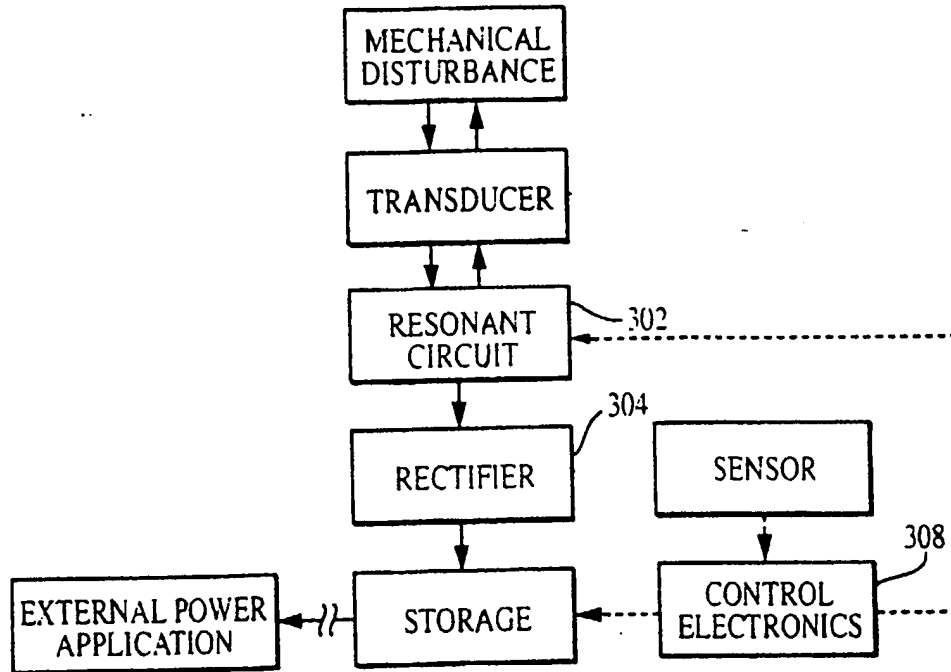 MECHANICAL
DISTURBANCE
TRANSDUCER
RESONANT
CIRCUIT
302
304
RECTIFIER
SENSOR
308
EXTERNAL POWER
APPLICATION
STORAGE
CONTROL
ELECTRONICS